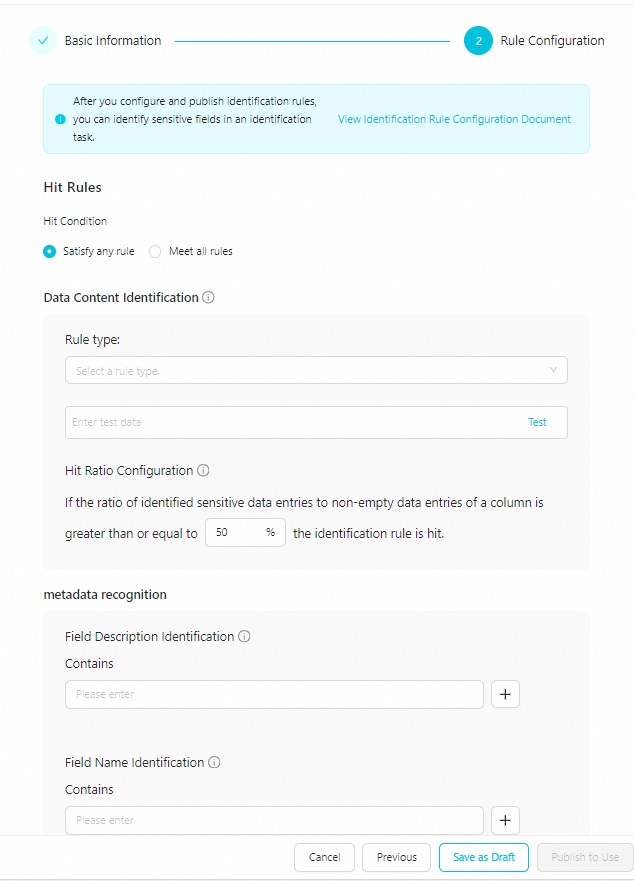 Basic Information
2 Rule Configuration
After you configure and publish identification rules,
you can identify sensitive fields in an identification
task.
View Identification Rule Configuration Document
Hit Rules
Hit Condition
Satisfy any rule
Meet all rules
Data Content Identification
Rule type:
Select a rule type.
Enter test data
Test
Hit Ratio Configuration
If the ratio of identified sensitive data entries to non-empty data entries of a column is
greater than or equal to 50 % the identification rule is hit.
metadata recognition
Field Description Identification
Contains
Please enter
+
Field Name Identification
Contains
Please enter
+
Cancel
Previous
Save as Draft
Publish to Use